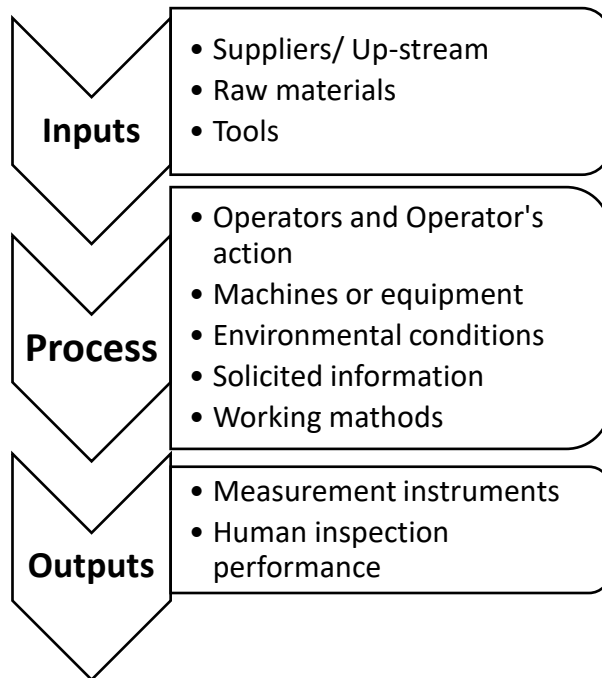 Inputs
• Suppliers/ Up-stream
• Raw materials
• Tools
Process
• Operators and Operator's
action
• Machines or equipment
• Environmental conditions
• Solicited information
• Working mathods
Outputs
• Measurement instruments
• Human inspection
performance